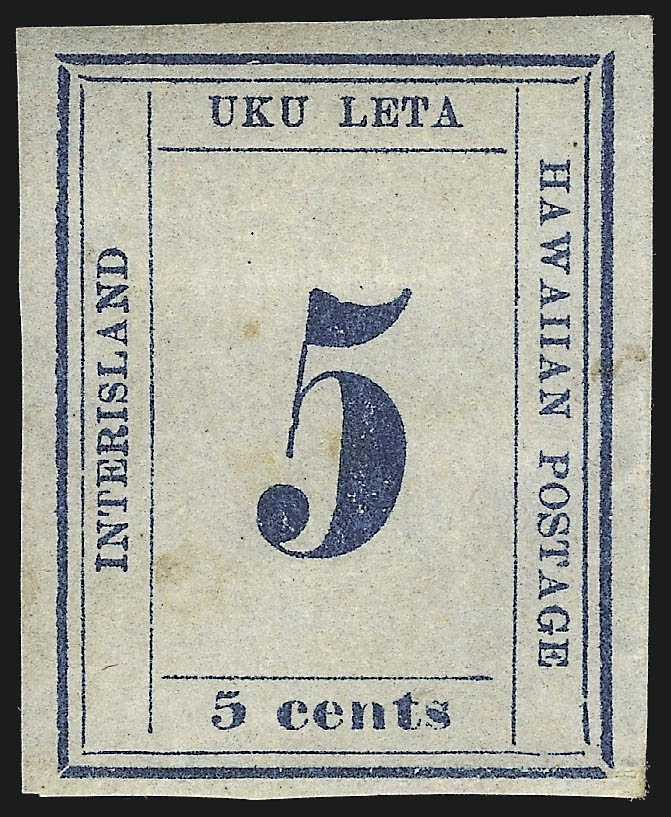 UKU LETA
INTERISLAND
HAWAIIAN POSTAGE
5
5 cents